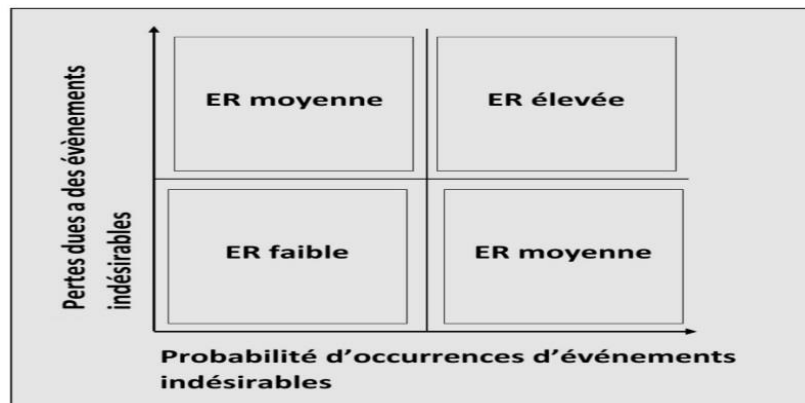 Pertes dues a des évènements
indésirables
ER moyenne
ER élevée
ER faible
ER moyenne
Probabilité d’occurrences d’événements
indésirables